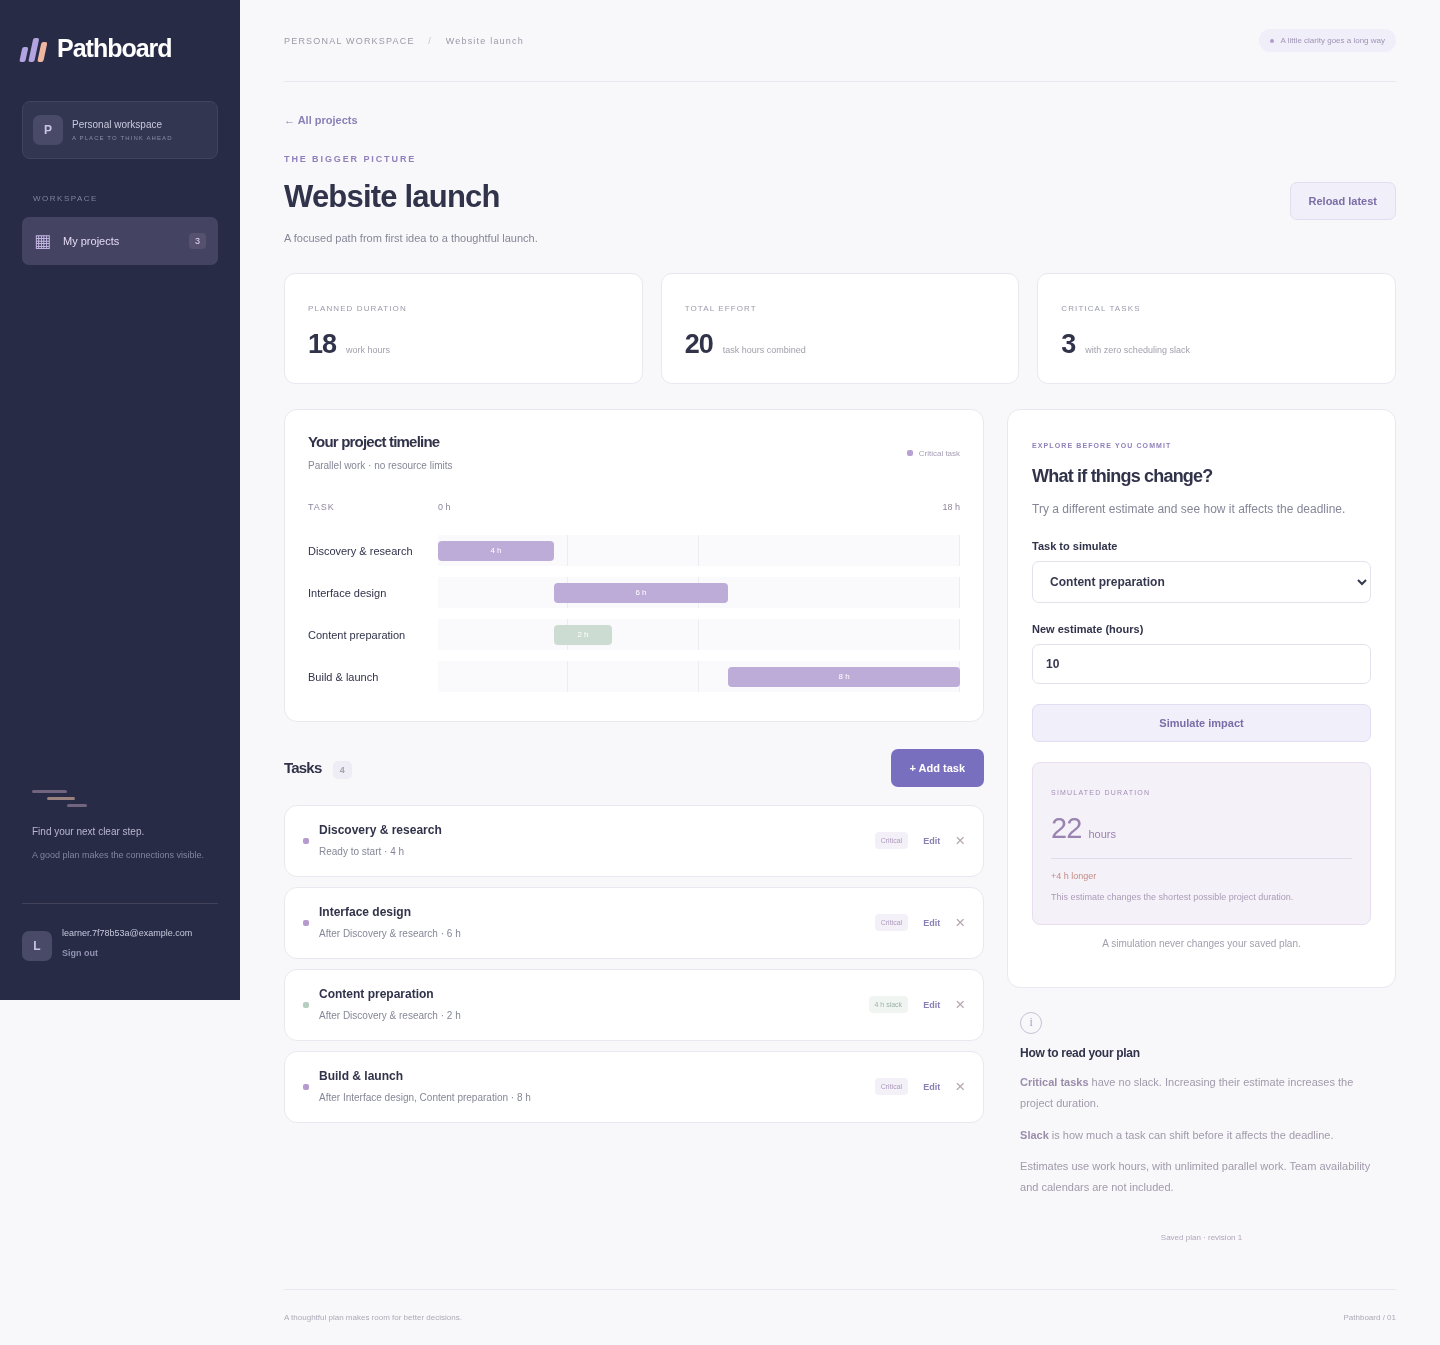 Pathboard
P
Personal workspace
A PLACE TO THINK AHEAD
WORKSPACE
My projects
3
Find your next clear step.
A good plan makes the connections visible.
L
learner.7f78b53a@example.com
Sign out
PERSONAL WORKSPACE / Website launch
A little clarity goes a long way
← All projects
THE BIGGER PICTURE
Website launch
Reload latest
A focused path from first idea to a thoughtful launch.
PLANNED DURATION
18 work hours
TOTAL EFFORT
20 task hours combined
CRITICAL TASKS
3 with zero scheduling slack
Your project timeline
Parallel work · no resource limits
Critical task
TASK 0 h 18 h
Discovery & research 4 h
Interface design 6 h
Content preparation 2 h
Build & launch 8 h
Tasks 4
+ Add task
Discovery & research
Ready to start · 4 h
Critical Edit ×
Interface design
After Discovery & research · 6 h
Critical Edit ×
Content preparation
After Discovery & research · 2 h
4 h slack Edit ×
Build & launch
After Interface design, Content preparation · 8 h
Critical Edit ×
EXPLORE BEFORE YOU COMMIT
What if things change?
Try a different estimate and see how it affects the deadline.
Task to simulate
Content preparation
New estimate (hours)
10
Simulate impact
SIMULATED DURATION
22 hours
+4 h longer
This estimate changes the shortest possible project duration.
A simulation never changes your saved plan.
i
How to read your plan
Critical tasks have no slack. Increasing their estimate increases the
project duration.
Slack is how much a task can shift before it affects the deadline.
Estimates use work hours, with unlimited parallel work. Team availability
and calendars are not included.
Saved plan · revision 1
A thoughtful plan makes room for better decisions.
Pathboard / 01